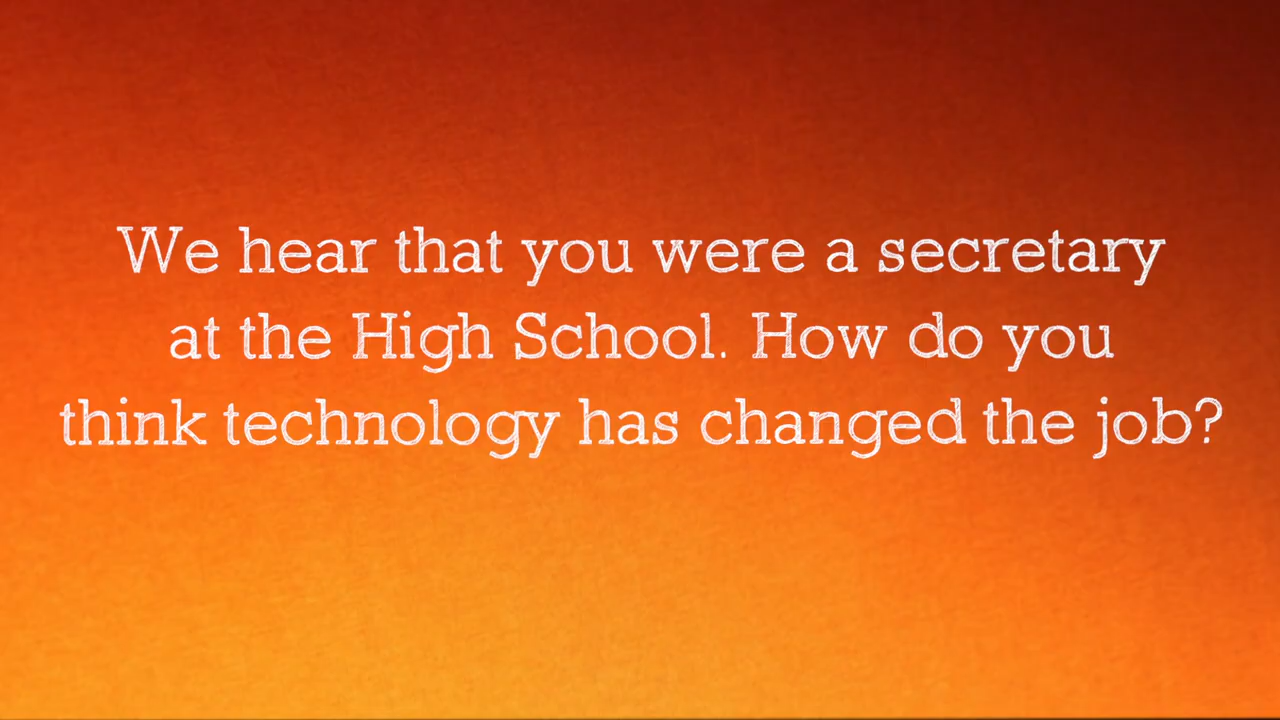 We hear that you were a secretary
at the High School. How do you
think technology has changed the job?